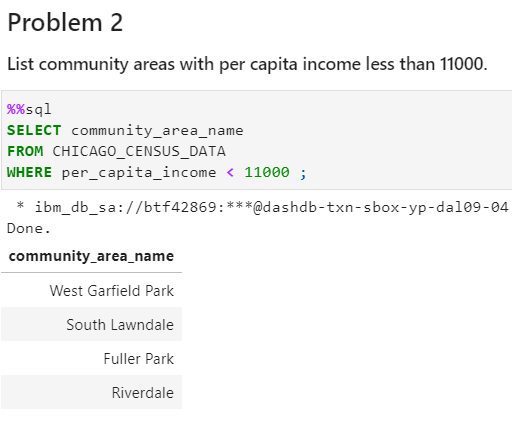 Problem 2
List community areas with per capita income less than 11000.
%%sql
SELECT community_area_name
FROM CHICAGO_CENSUS_DATA
WHERE per_capita_income < 11000 ;
* ibm_db_sa://btf42869:***@dashdb-txn-sbox-yp-dal09-04
Done.
community_area_name
West Garfield Park
South Lawndale
Fuller Park
Riverdale